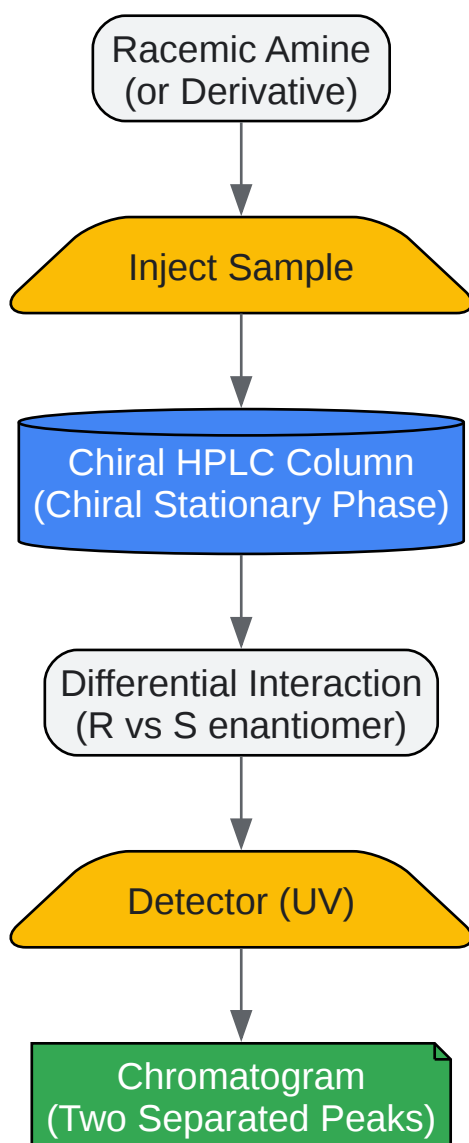 Racemic Amine
(or Derivative)
Inject Sample
Chiral HPLC Column
(Chiral Stationary Phase)
Differential Interaction
(R vs S enantiomer)
Detector (UV)
Chromatogram
(Two Separated Peaks)